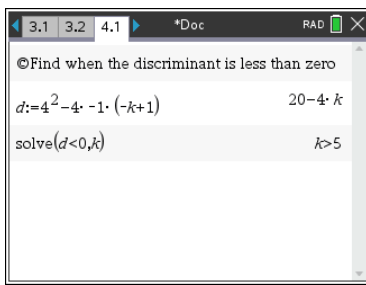 3.1 3.2 4.1 *Doc RAD
©Find when the discriminant is less than zero
d:=4²−4· -1· (-k+1) 20−4· k
solve(d<0,k) k>5